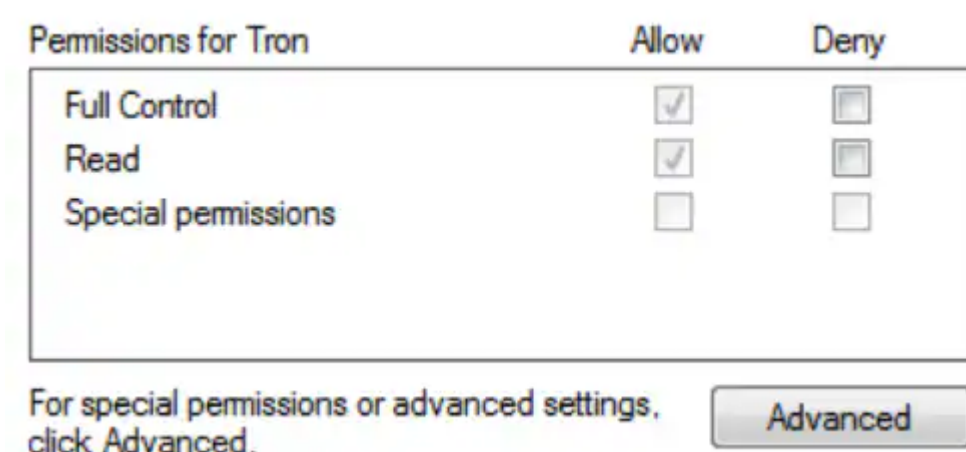 Permissions for Tron Allow Deny
Full Control
Read
Special permissions
For special permissions or advanced settings,
click Advanced.
Advanced